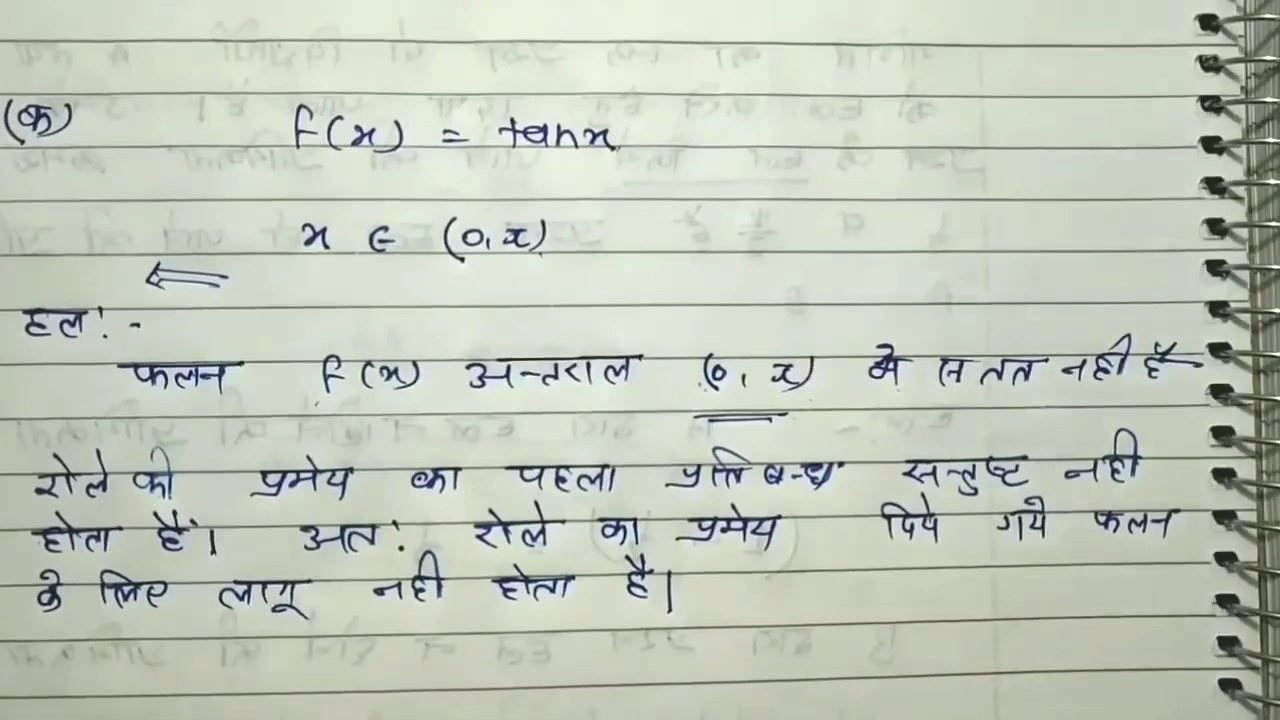 (क) f(x) = tanx
x ∈ (0, x)
हल: -
फलन f(x) अन्तराल (0, x) मे सतत नही है
रोले की प्रमेय का पहला प्रतिबन्ध सन्तुष्ट नही
होता है। अत: रोले का प्रमेय दिये गये फलन
के लिए लागू नही होता है।